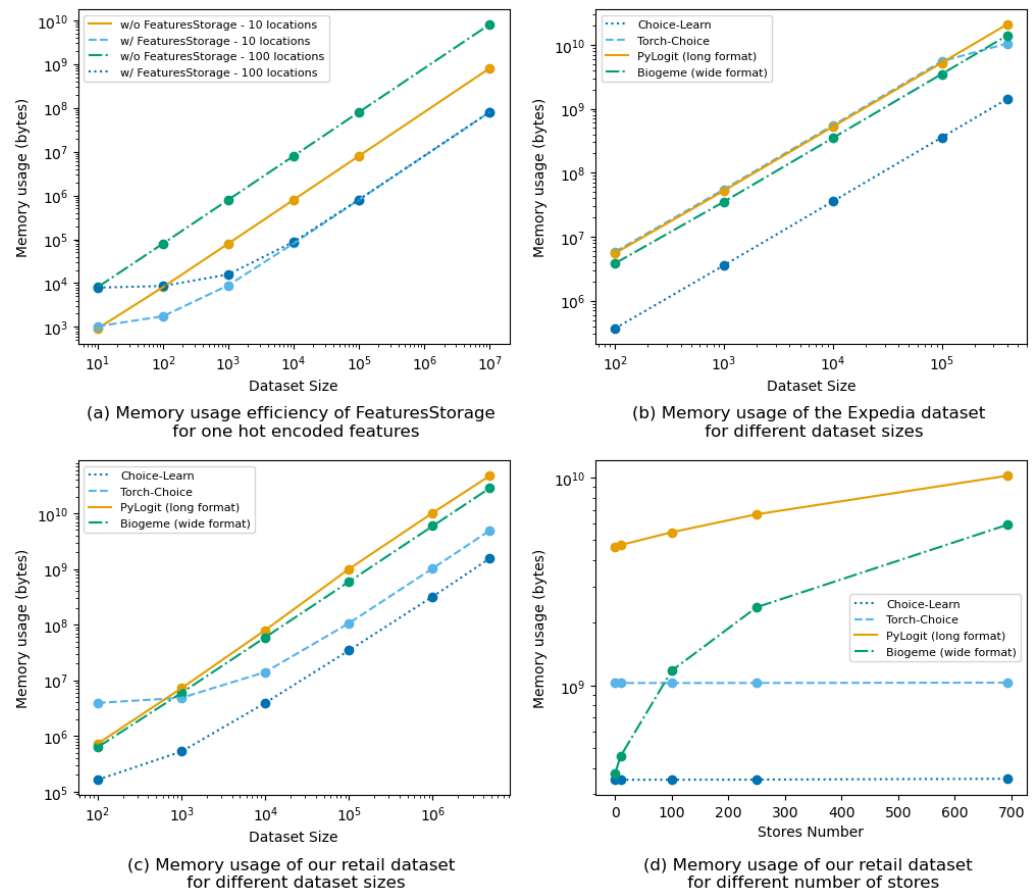 10^10
10^9
10^8
10^7
10^6
10^5
10^4
10^3
Memory usage (bytes)
w/o FeaturesStorage - 10 locations
w/ FeaturesStorage - 10 locations
w/o FeaturesStorage - 100 locations
w/ FeaturesStorage - 100 locations
10^1 10^2 10^3 10^4 10^5 10^6 10^7
Dataset Size
(a) Memory usage efficiency of FeaturesStorage
for one hot encoded features
10^10
10^9
10^8
10^7
10^6
Memory usage (bytes)
Choice-Learn
Torch-Choice
PyLogit (long format)
Biogeme (wide format)
10^2 10^3 10^4 10^5
Dataset Size
(b) Memory usage of the Expedia dataset
for different dataset sizes
10^10
10^9
10^8
10^7
10^6
10^5
Memory usage (bytes)
Choice-Learn
Torch-Choice
PyLogit (long format)
Biogeme (wide format)
10^2 10^3 10^4 10^5 10^6
Dataset Size
(c) Memory usage of our retail dataset
for different dataset sizes
10^10
10^9
Memory usage (bytes)
Choice-Learn
Torch-Choice
PyLogit (long format)
Biogeme (wide format)
0 100 200 300 400 500 600 700
Stores Number
(d) Memory usage of our retail dataset
for different number of stores